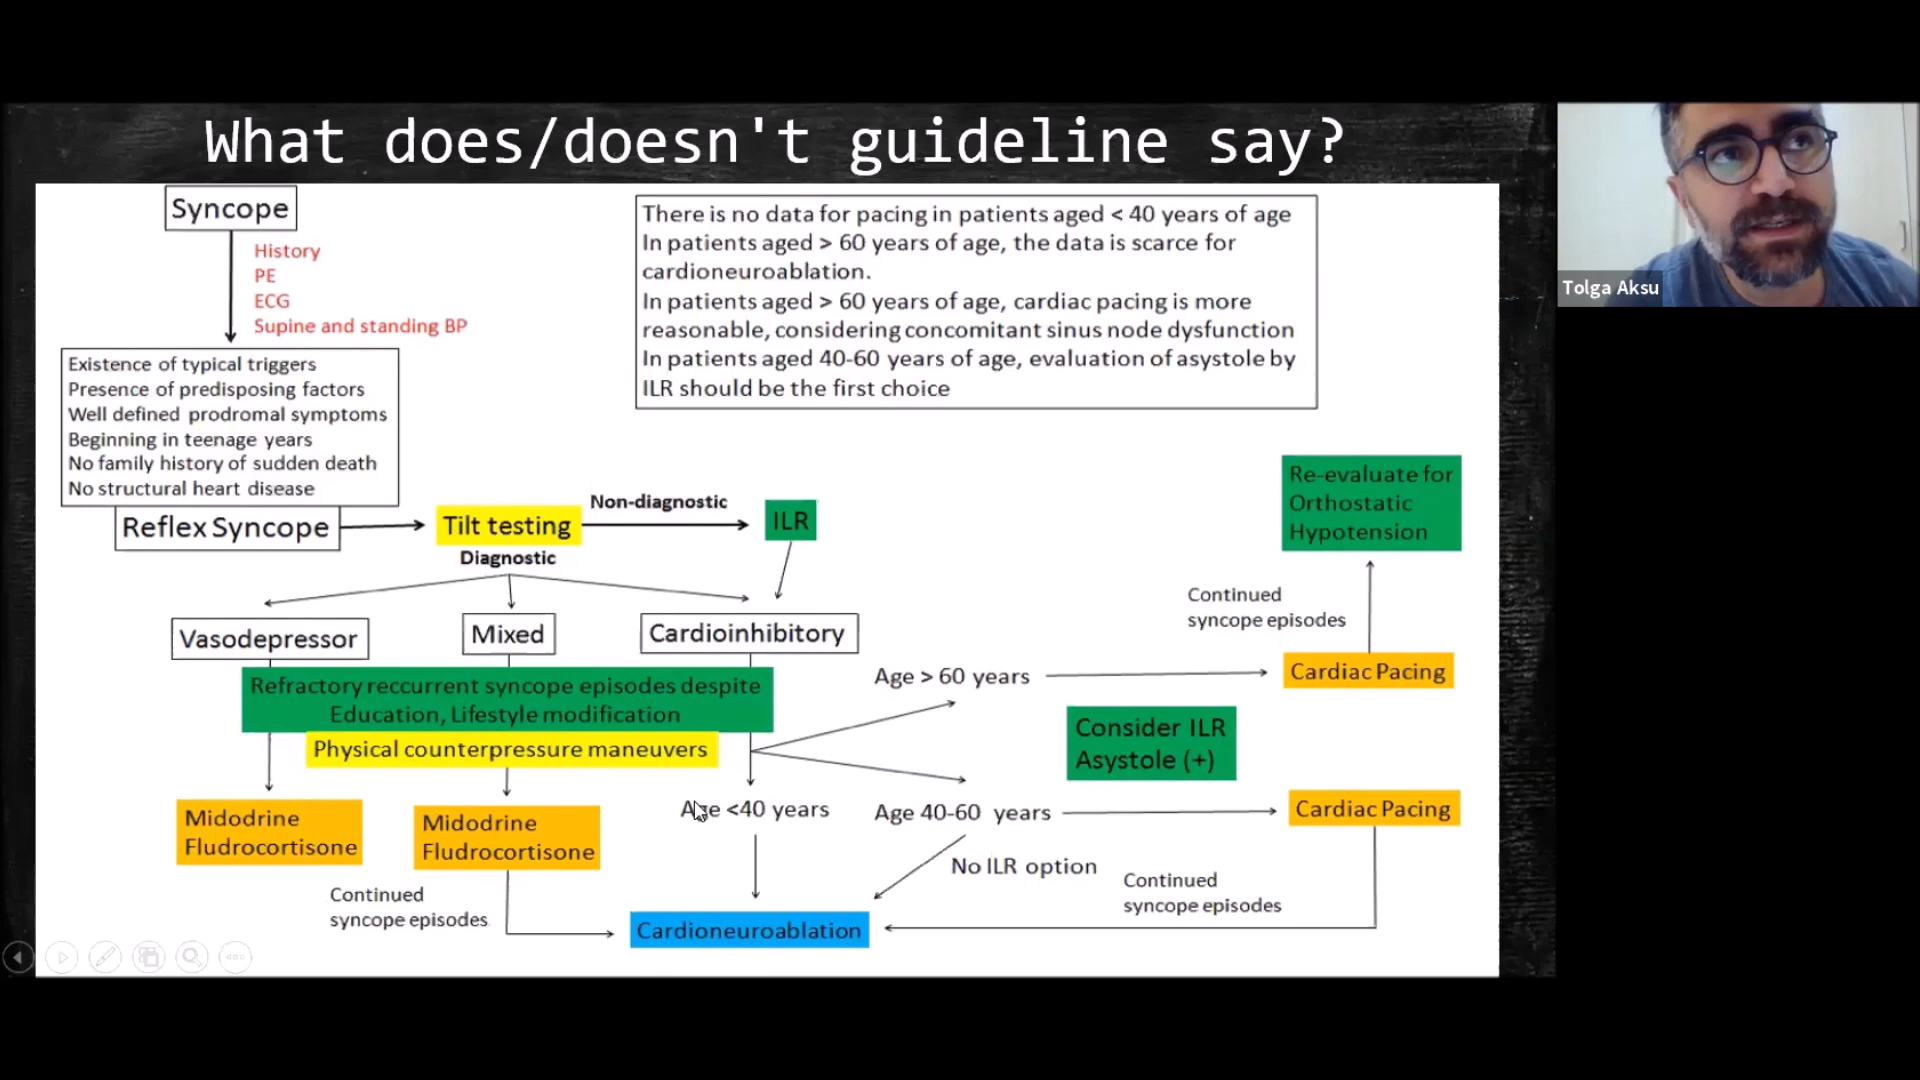 What does/doesn't guideline say?
Syncope
History
PE
ECG
Supine and standing BP
Existence of typical triggers
Presence of predisposing factors
Well defined prodromal symptoms
Beginning in teenage years
No family history of sudden death
No structural heart disease
There is no data for pacing in patients aged < 40 years of age
In patients aged > 60 years of age, the data is scarce for
cardioneuroablation.
In patients aged > 60 years of age, cardiac pacing is more
reasonable, considering concomitant sinus node dysfunction
In patients aged 40-60 years of age, evaluation of asystole by
ILR should be the first choice
Tolga Aksu
Reflex Syncope
Tilt testing
Non-diagnostic
ILR
Diagnostic
Vasodepressor
Mixed
Cardioinhibitory
Refractory reccurrent syncope episodes despite
Education, Lifestyle modification
Physical counterpressure maneuvers
Midodrine
Fludrocortisone
Midodrine
Fludrocortisone
Continued
syncope episodes
Age <40 years
Age > 60 years
Age 40-60 years
No ILR option
Cardioneuroablation
Consider ILR
Asystole (+)
Re-evaluate for
Orthostatic
Hypotension
Continued
syncope episodes
Cardiac Pacing
Cardiac Pacing
Continued
syncope episodes